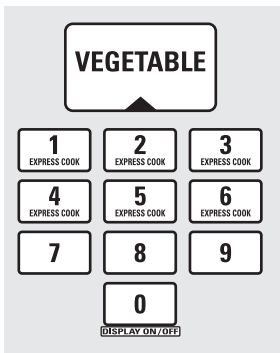 VEGETABLE
1 2 3
EXPRESS COOK EXPRESS COOK EXPRESS COOK
4 5 6
EXPRESS COOK EXPRESS COOK EXPRESS COOK
7 8 9
0
DISPLAY ON/OFF